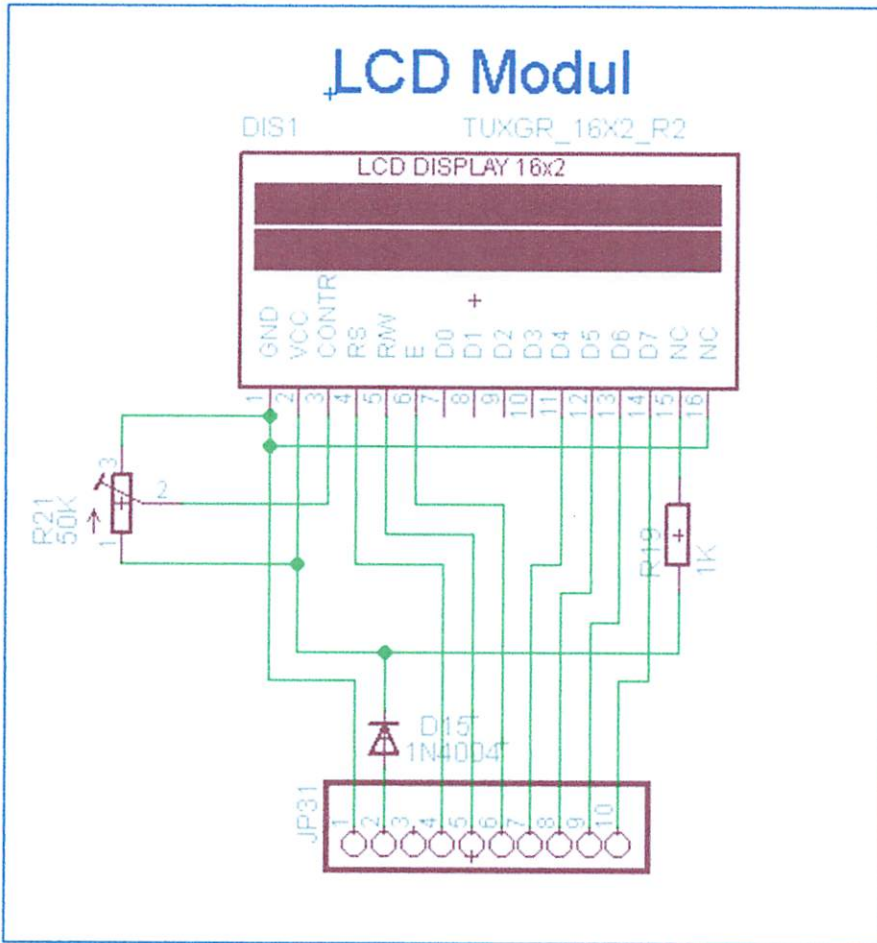 LCD Modul
DIS1 TUXGR_16X2_R2
LCD DISPLAY 16x2
GND
VCC
CONTR
RS
R/W
E
D0
D1
D2
D3
D4
D5
D6
D7
NC
NC
1 2 3 4 5 6 7 8 9 10 11 12 13 14 15 16
R21
50K
3
2
1
R19
1K
D15
1N4004
JP31
1 2 3 4 5 6 7 8 9 10